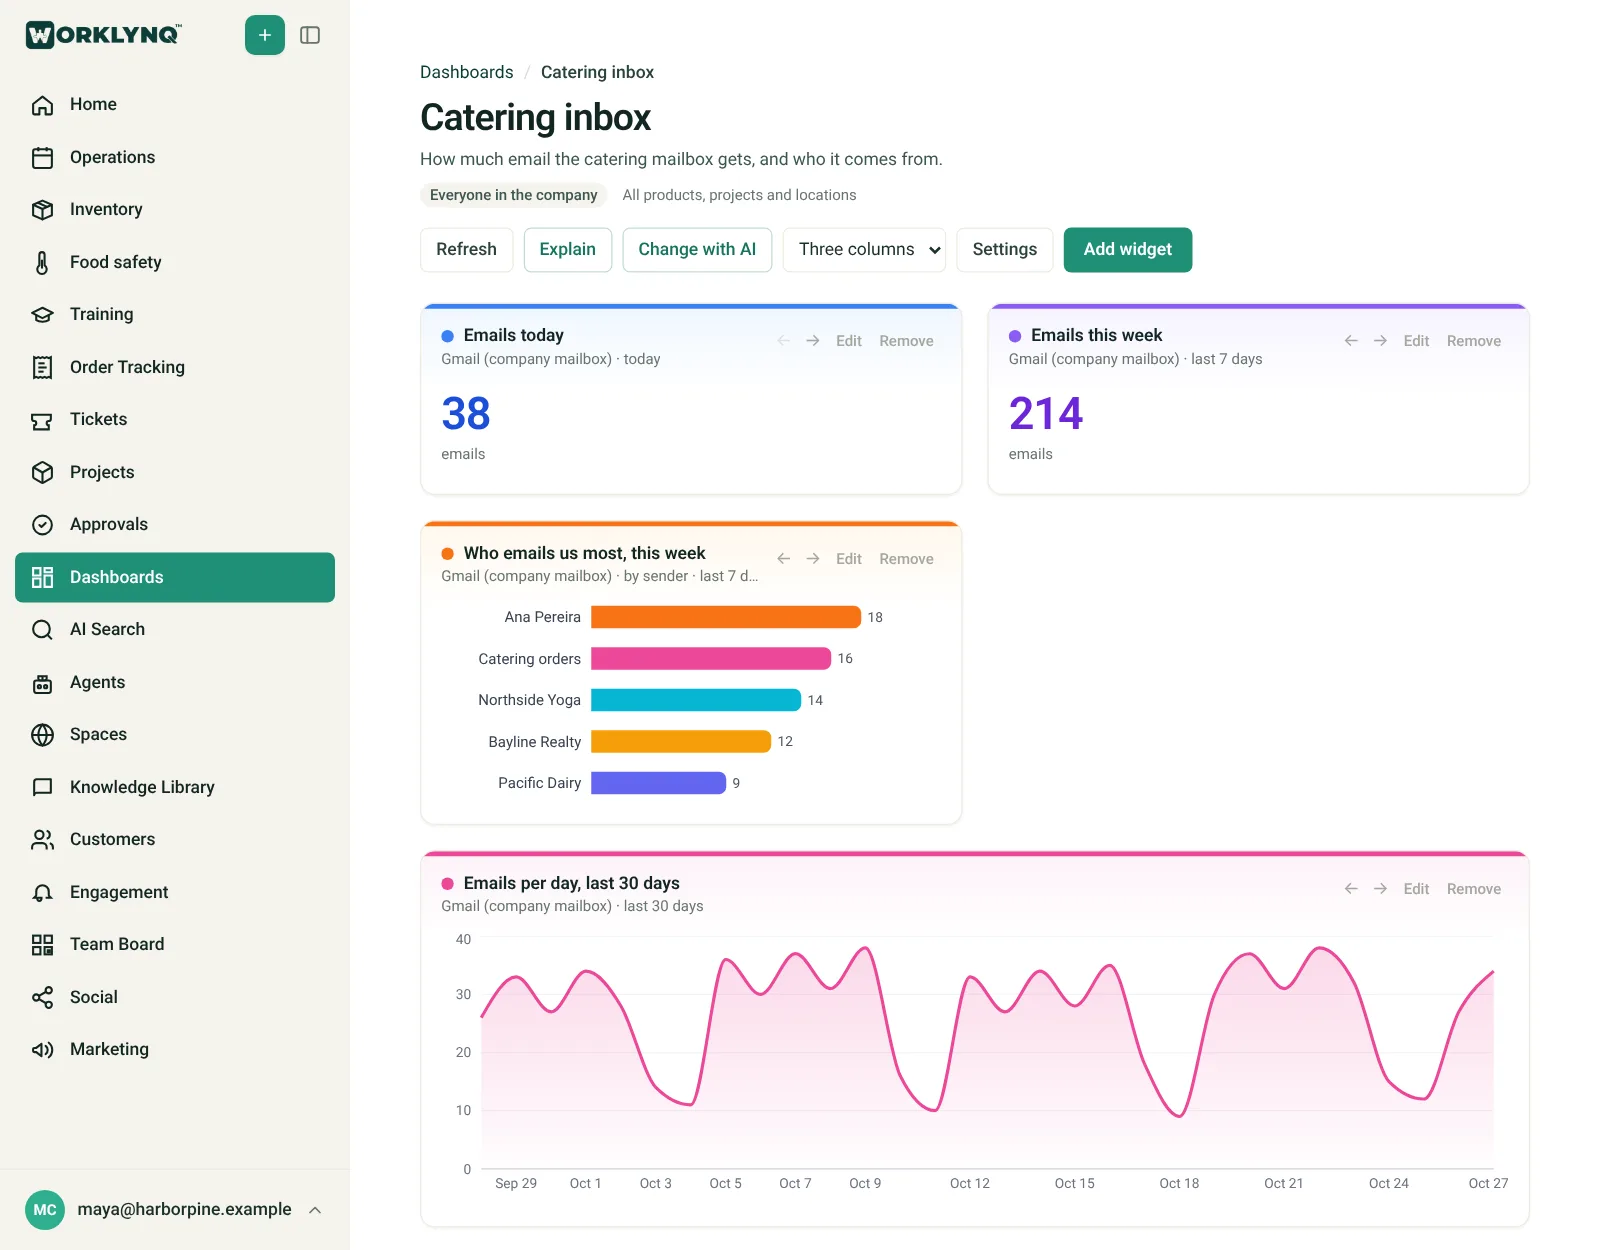 WORKLYNQ™
Home
Operations
Inventory
Food safety
Training
Order Tracking
Tickets
Projects
Approvals
Dashboards
AI Search
Agents
Spaces
Knowledge Library
Customers
Engagement
Team Board
Social
Marketing
MC maya@harborpine.example
Dashboards / Catering inbox
Catering inbox
How much email the catering mailbox gets, and who it comes from.
Everyone in the company All products, projects and locations
Refresh Explain Change with AI Three columns Settings Add widget
Emails today ← → Edit Remove
Gmail (company mailbox) · today
38
emails
Emails this week ← → Edit Remove
Gmail (company mailbox) · last 7 days
214
emails
Who emails us most, this week ← → Edit Remove
Gmail (company mailbox) · by sender · last 7 d...
Ana Pereira 18
Catering orders 16
Northside Yoga 14
Bayline Realty 12
Pacific Dairy 9
Emails per day, last 30 days ← → Edit Remove
Gmail (company mailbox) · last 30 days
40
30
20
10
0
Sep 29 Oct 1 Oct 3 Oct 5 Oct 7 Oct 9 Oct 12 Oct 15 Oct 18 Oct 21 Oct 24 Oct 27